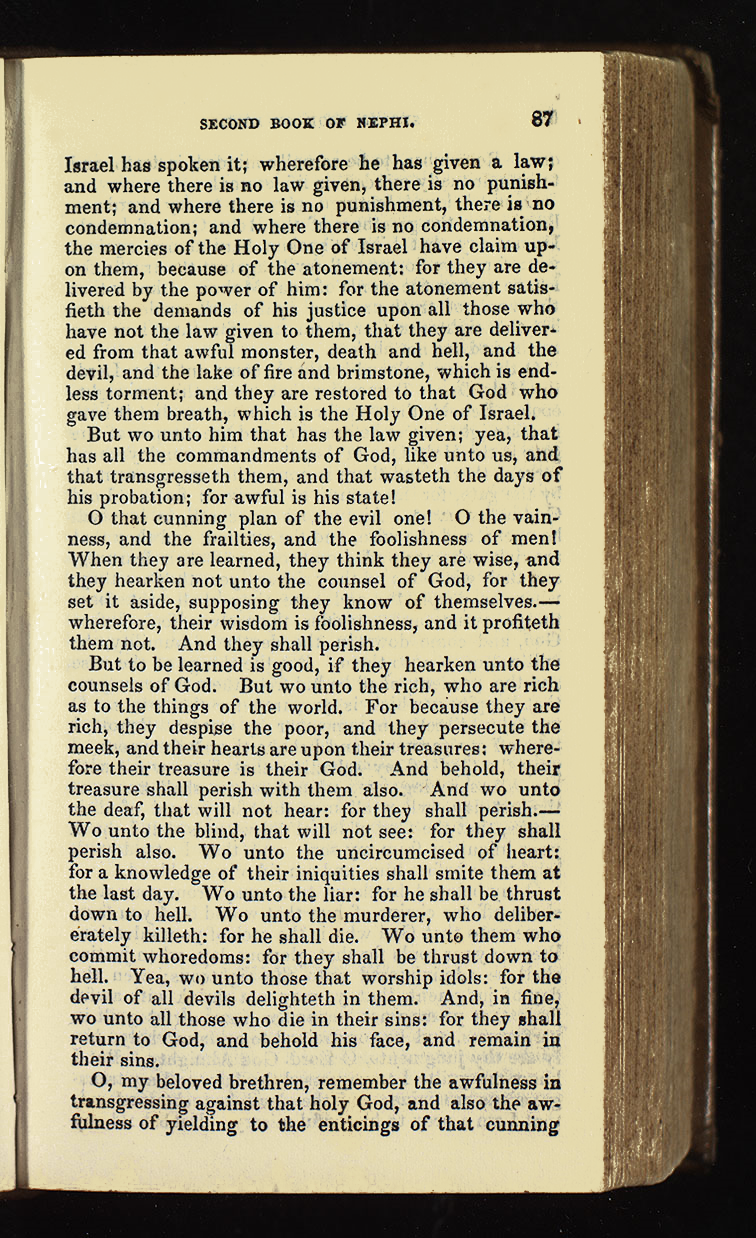 SECOND BOOK OF NEPHI. 87
Israel has spoken it; wherefore he has given a law;
and where there is no law given, there is no punish-
ment; and where there is no punishment, there is no
condemnation; and where there is no condemnation,
the mercies of the Holy One of Israel have claim up-
on them, because of the atonement: for they are de-
livered by the power of him: for the atonement satis-
fieth the demands of his justice upon all those who
have not the law given to them, that they are deliver-
ed from that awful monster, death and hell, and the
devil, and the lake of fire and brimstone, which is end-
less torment; and they are restored to that God who
gave them breath, which is the Holy One of Israel.
But wo unto him that has the law given; yea, that
has all the commandments of God, like unto us, and
that transgresseth them, and that wasteth the days of
his probation; for awful is his state!
O that cunning plan of the evil one! O the vain-
ness, and the frailties, and the foolishness of men!
When they are learned, they think they are wise, and
they hearken not unto the counsel of God, for they
set it aside, supposing they know of themselves.—
wherefore, their wisdom is foolishness, and it profiteth
them not. And they shall perish.
But to be learned is good, if they hearken unto the
counsels of God. But wo unto the rich, who are rich
as to the things of the world. For because they are
rich, they despise the poor, and they persecute the
meek, and their hearts are upon their treasures: where-
fore their treasure is their God. And behold, their
treasure shall perish with them also. And wo unto
the deaf, that will not hear: for they shall perish.—
Wo unto the blind, that will not see: for they shall
perish also. Wo unto the uncircumcised of heart:
for a knowledge of their iniquities shall smite them at
the last day. Wo unto the liar: for he shall be thrust
down to hell. Wo unto the murderer, who deliber-
erately killeth: for he shall die. Wo unto them who
commit whoredoms: for they shall be thrust down to
hell. Yea, wo unto those that worship idols: for the
devil of all devils delighteth in them. And, in fine,
wo unto all those who die in their sins: for they shall
return to God, and behold his face, and remain in
their sins.
O, my beloved brethren, remember the awfulness in
transgressing against that holy God, and also the aw-
fulness of yielding to the enticings of that cunning